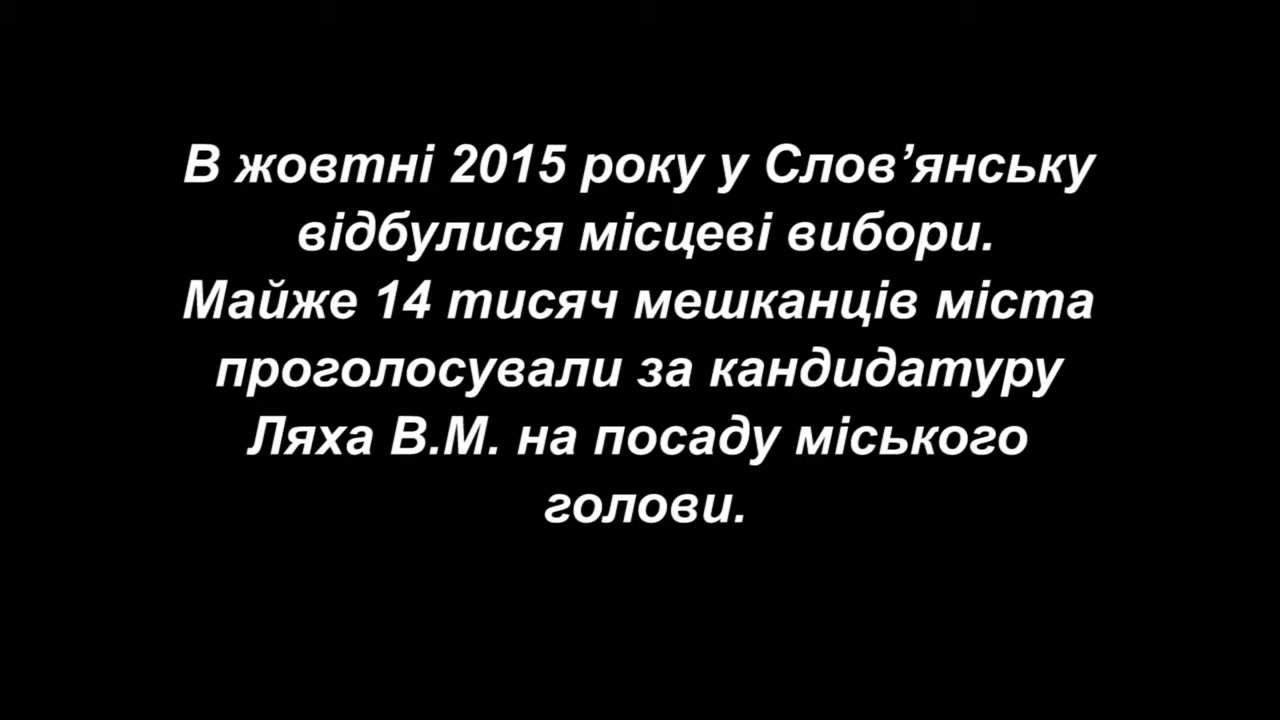 В жовтні 2015 року у Слов’янську
відбулися місцеві вибори.
Майже 14 тисяч мешканців міста
проголосували за кандидатуру
Ляха В.М. на посаду міського
голови.